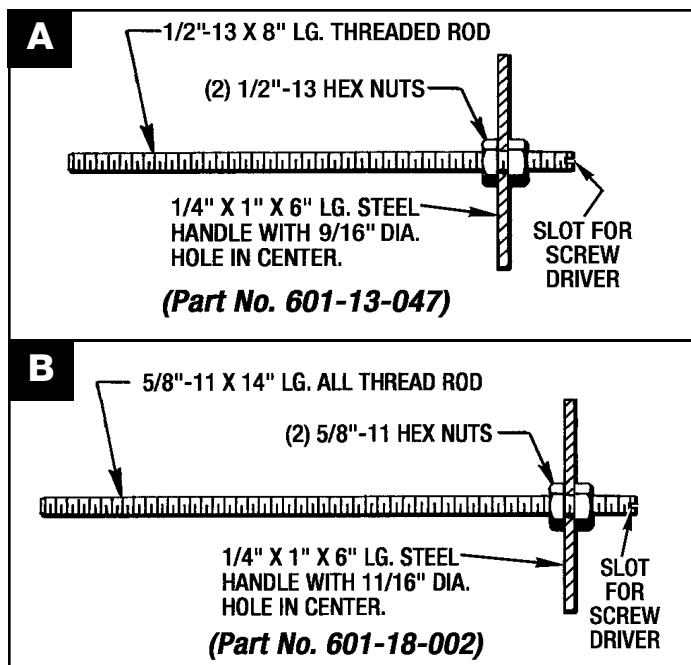 A
1/2"-13 X 8" LG. THREADED ROD
(2) 1/2"-13 HEX NUTS
1/4" X 1" X 6" LG. STEEL
HANDLE WITH 9/16" DIA.
HOLE IN CENTER.
SLOT FOR
SCREW
DRIVER
(Part No. 601-13-047)
B
5/8"-11 X 14" LG. ALL THREAD ROD
(2) 5/8"-11 HEX NUTS
1/4" X 1" X 6" LG. STEEL
HANDLE WITH 11/16" DIA.
HOLE IN CENTER.
SLOT
FOR
SCREW
DRIVER
(Part No. 601-18-002)